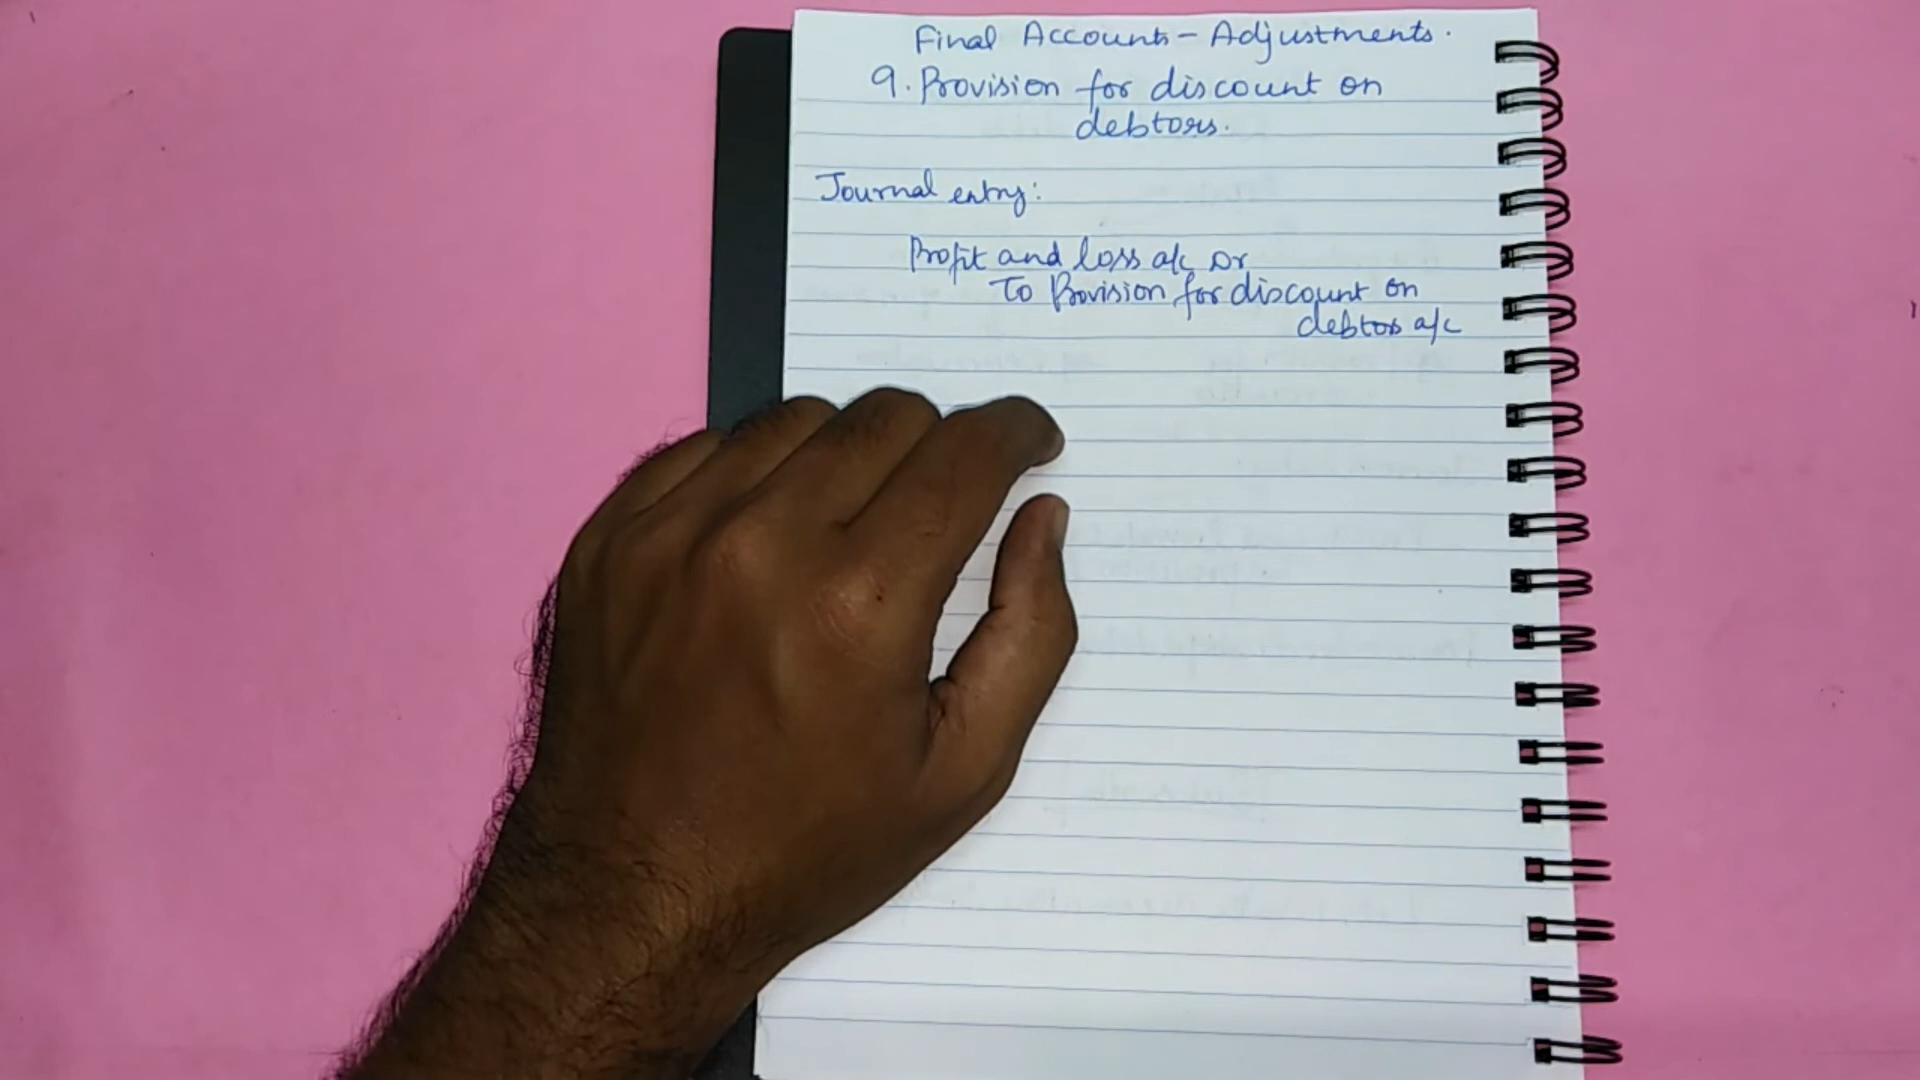 Final Accounts - Adjustments.
9. Provision for discount on
debtors.
Journal entry:
Profit and loss a/c Dr
To Provision for discount on
debtors a/c